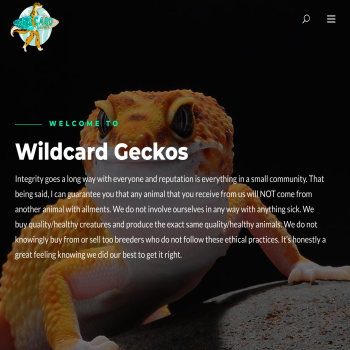 WELCOME TO
Wildcard Geckos
Integrity goes a long way with everyone and reputation is everything in a small community. That
being said, I can guarantee you that any animal that you receive from us will NOT come from
another animal with ailments. We do not involve ourselves in any way with anything sick. We
buy quality/healthy creatures and produce the exact same quality/healthy animals. We do not
knowingly buy from or sell too breeders who do not follow these ethical practices. It's honestly a
great feeling knowing we did our best to get it right.